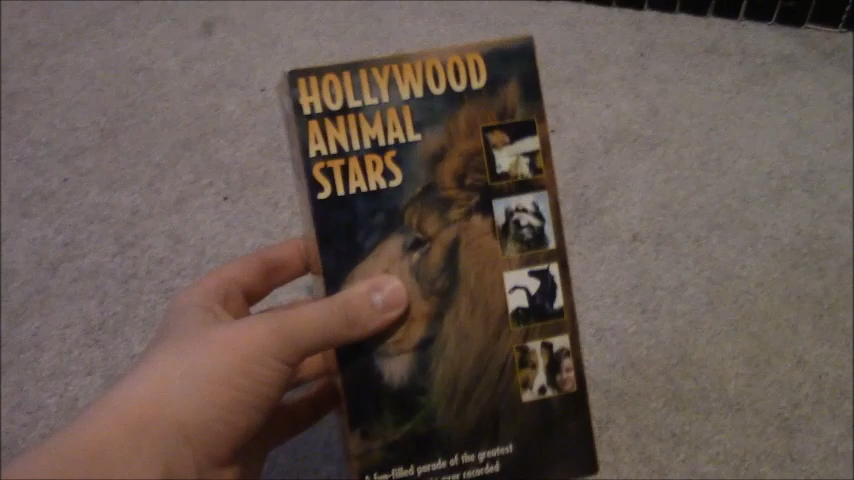 HOLLYWOOD
ANIMAL
STARS
A fun-filled parade of the greatest
ever recorded